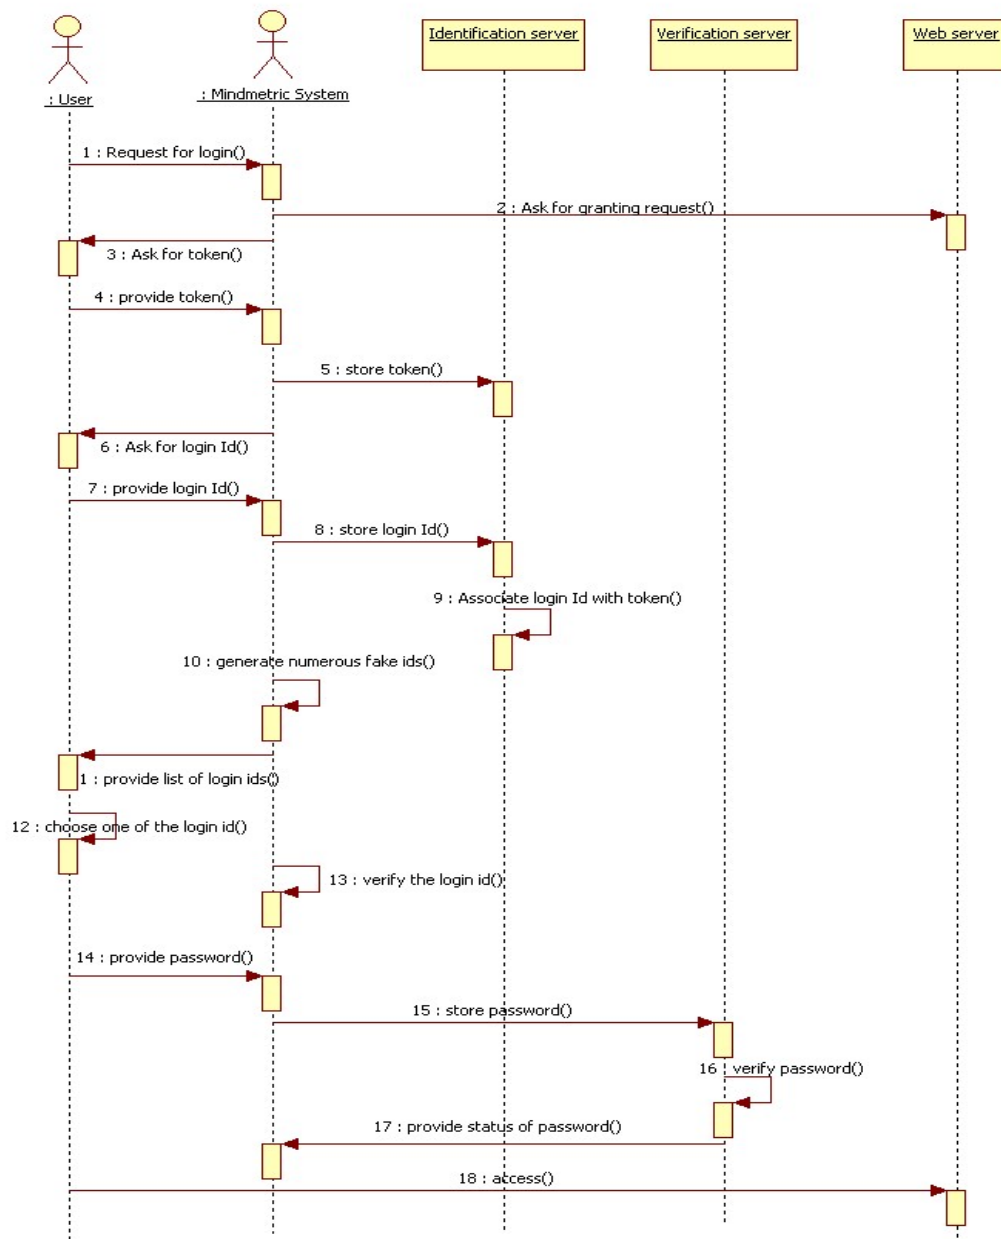 Identification server
Verification server
Web server
: User
: Mindmetric System
1 : Request for login()
2 : Ask for granting request()
3 : Ask for token()
4 : provide token()
5 : store token()
6 : Ask for login Id()
7 : provide login Id()
8 : store login Id()
9 : Associate login Id with token()
10 : generate numerous fake ids()
1 : provide list of login ids()
12 : choose one of the login id()
13 : verify the login id()
14 : provide password()
15 : store password()
16 : verify password()
17 : provide status of password()
18 : access()